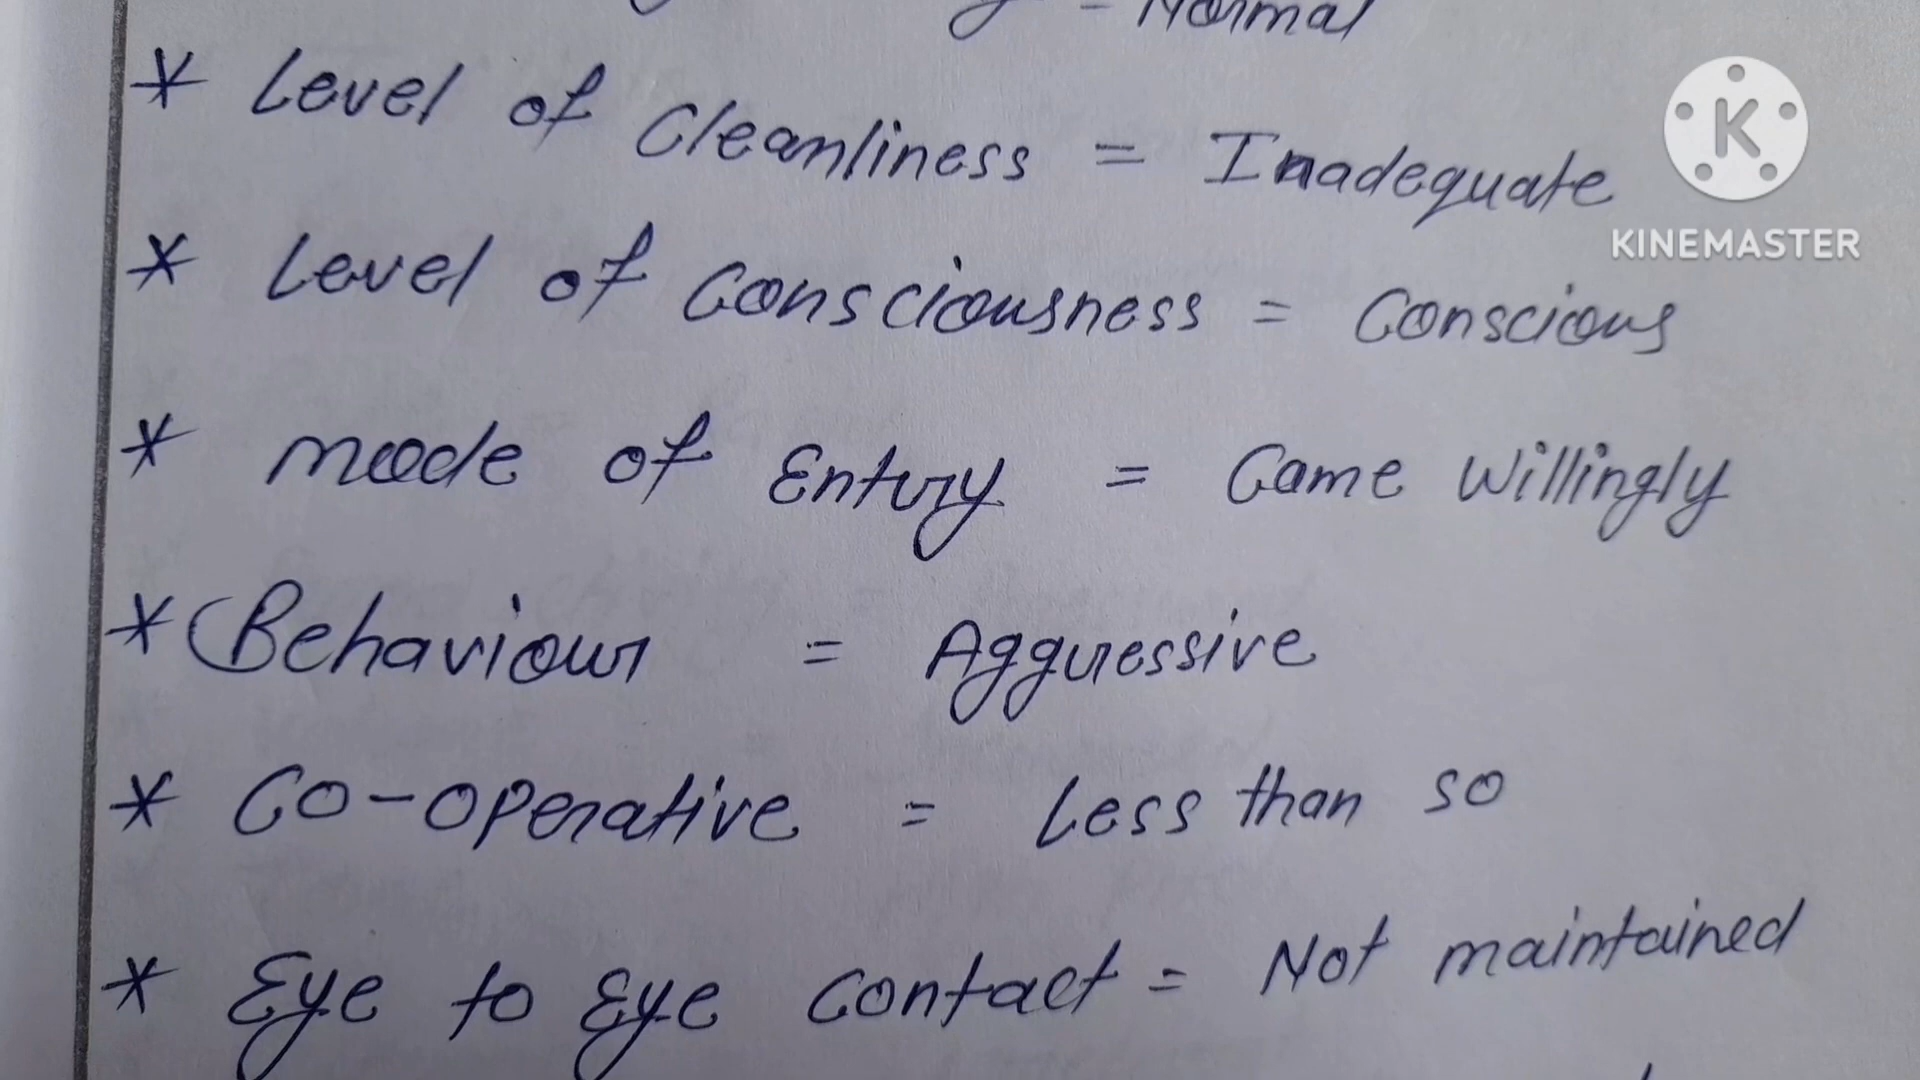 = Normal
* Level of Cleanliness = Inadequate
* Level of Consciousness = Conscious
* mode of Entry = Came willingly
* Behaviour = Aggressive
* Co-operative = Less than so
* Eye to Eye contact = Not maintained
K
KINEMASTER